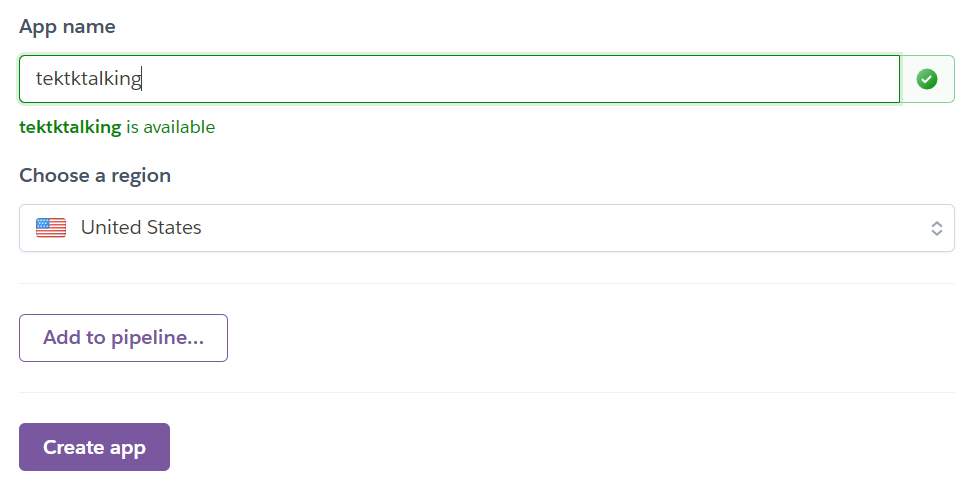 App name
tektktalking
tektktalking is available
Choose a region
United States
Add to pipeline...
Create app